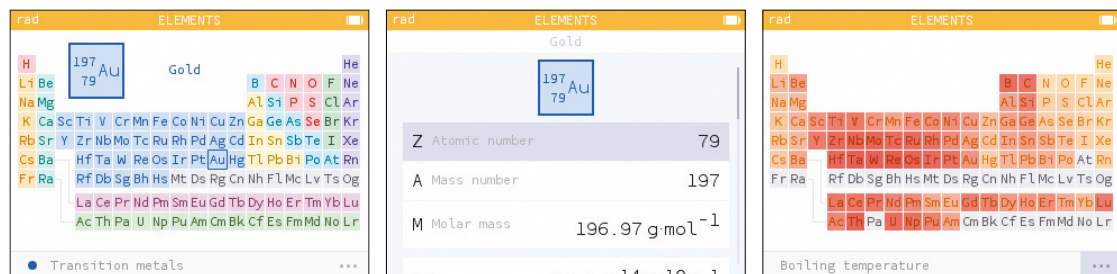 rad ELEMENTS
197
79 Au
Gold
H He
Li Be B C N O F Ne
Na Mg Al Si P S Cl Ar
K Ca Sc Ti V Cr Mn Fe Co Ni Cu Zn Ga Ge As Se Br Kr
Rb Sr Y Zr Nb Mo Tc Ru Rh Pd Ag Cd In Sn Sb Te I Xe
Cs Ba Hf Ta W Re Os Ir Pt Au Hg Tl Pb Bi Po At Rn
Fr Ra Rf Db Sg Bh Hs Mt Ds Rg Cn Nh Fl Mc Lv Ts Og
La Ce Pr Nd Pm Sm Eu Gd Tb Dy Ho Er Tm Yb Lu
Ac Th Pa U Np Pu Am Cm Bk Cf Es Fm Md No Lr
Transition metals ...
rad ELEMENTS
Gold
197
79 Au
Z Atomic number 79
A Mass number 197
M Molar mass 196.97 g·mol⁻¹
rad ELEMENTS
H He
Li Be B C N O F Ne
Na Mg Al Si P S Cl Ar
K Ca Sc Ti V Cr Mn Fe Co Ni Cu Zn Ga Ge As Se Br Kr
Rb Sr Y Zr Nb Mo Tc Ru Rh Pd Ag Cd In Sn Sb Te I Xe
Cs Ba Hf Ta W Re Os Ir Pt Au Hg Tl Pb Bi Po At Rn
Fr Ra Rf Db Sg Bh Hs Mt Ds Rg Cn Nh Fl Mc Lv Ts Og
La Ce Pr Nd Pm Sm Eu Gd Tb Dy Ho Er Tm Yb Lu
Ac Th Pa U Np Pu Am Cm Bk Cf Es Fm Md No Lr
Boiling temperature ...